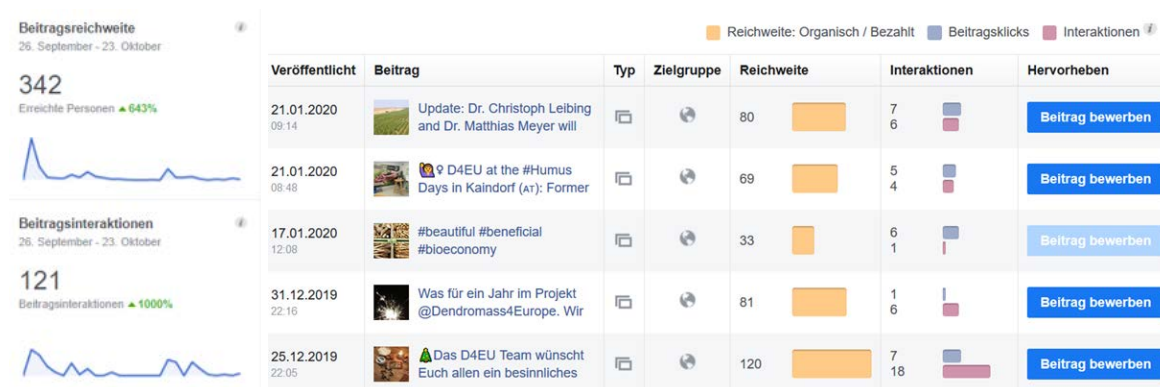 Beitragsreichweite
26. September - 23. Oktober
342
Erreichte Personen ▲ 643%
Beitragsinteraktionen
26. September - 23. Oktober
121
Beitragsinteraktionen ▲ 1000%
Reichweite: Organisch / Bezahlt Beitragsklicks Interaktionen
Veröffentlicht Beitrag Typ Zielgruppe Reichweite Interaktionen Hervorheben
21.01.2020
09:14
Update: Dr. Christoph Leibing
and Dr. Matthias Meyer will
80
7
6
Beitrag bewerben
21.01.2020
08:48
🙋♀ D4EU at the #Humus
Days in Kaindorf (AT): Former
69
5
4
Beitrag bewerben
17.01.2020
12:08
#beautiful #beneficial
#bioeconomy
33
6
1
Beitrag bewerben
31.12.2019
22:16
Was für ein Jahr im Projekt
@Dendromass4Europe. Wir
81
1
6
Beitrag bewerben
25.12.2019
22:05
🎄Das D4EU Team wünscht
Euch allen ein besinnliches
120
7
18
Beitrag bewerben